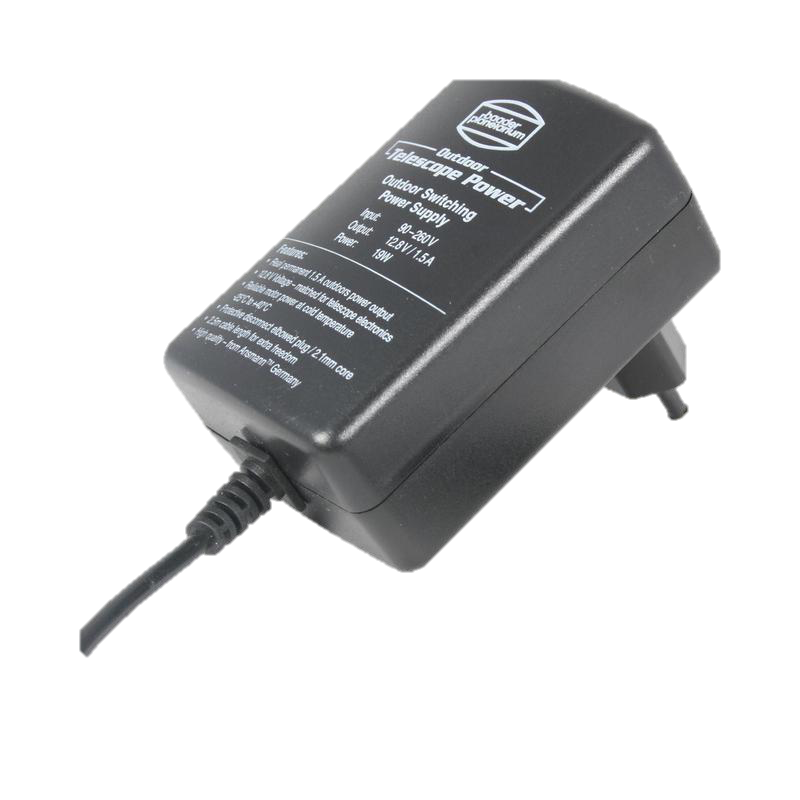 baader
planetarium
Outdoor
Telescope Power
Outdoor Switching
Power Supply
Input: 90-260V
Output: 12,8V/1.5A
Power: 19W
Features:
• Real permanent 1.5 A outdoors power output
• 12,8 V Voltage – matched for telescope electronics
• Reliable motor power at cold temperature
-25°C to +40°C
• Protective disconnect elbowed plug / 2.1mm core
• 2.5m cable length for extra freedom
• High quality – from Ansmann™ Germany